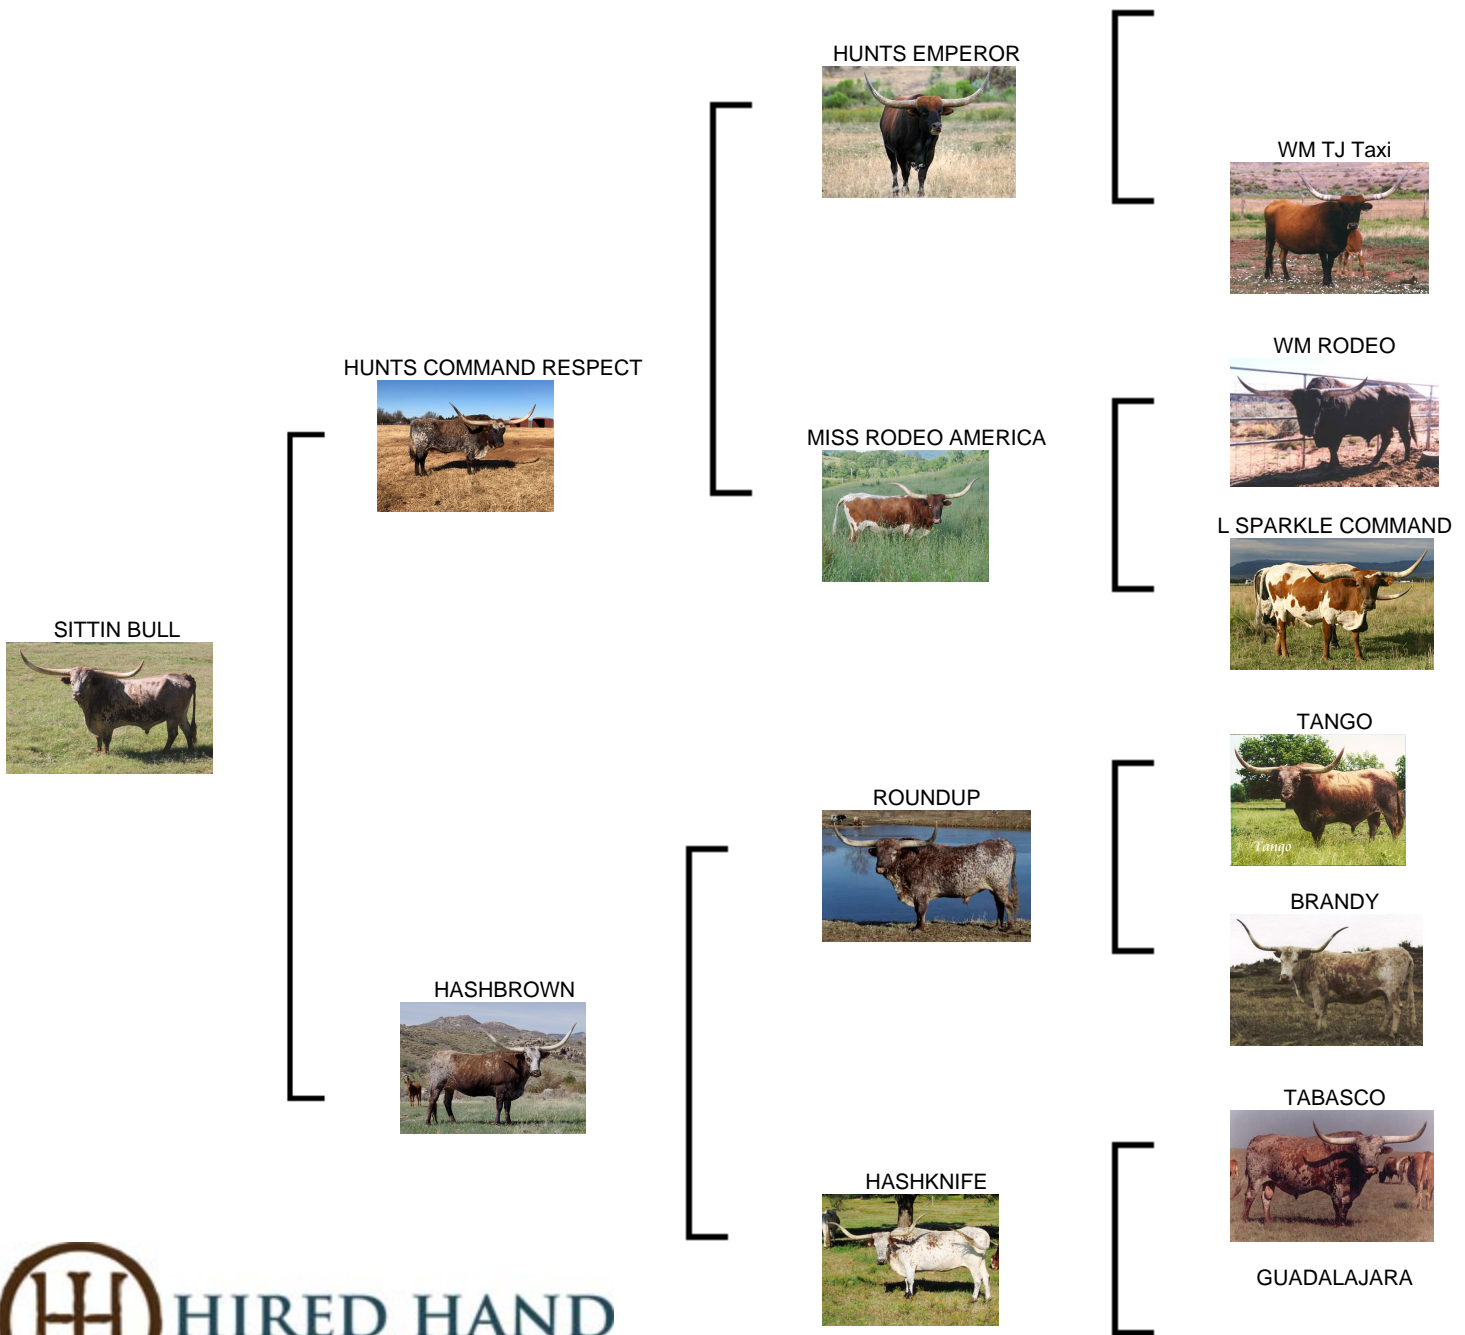 HUNTS EMPEROR
WM TJ Taxi
WM RODEO
HUNTS COMMAND RESPECT
MISS RODEO AMERICA
L SPARKLE COMMAND
SITTIN BULL
TANGO
Tango
ROUNDUP
BRANDY
HASHBROWN
TABASCO
HASHKNIFE
GUADALAJARA
HIRED HAND